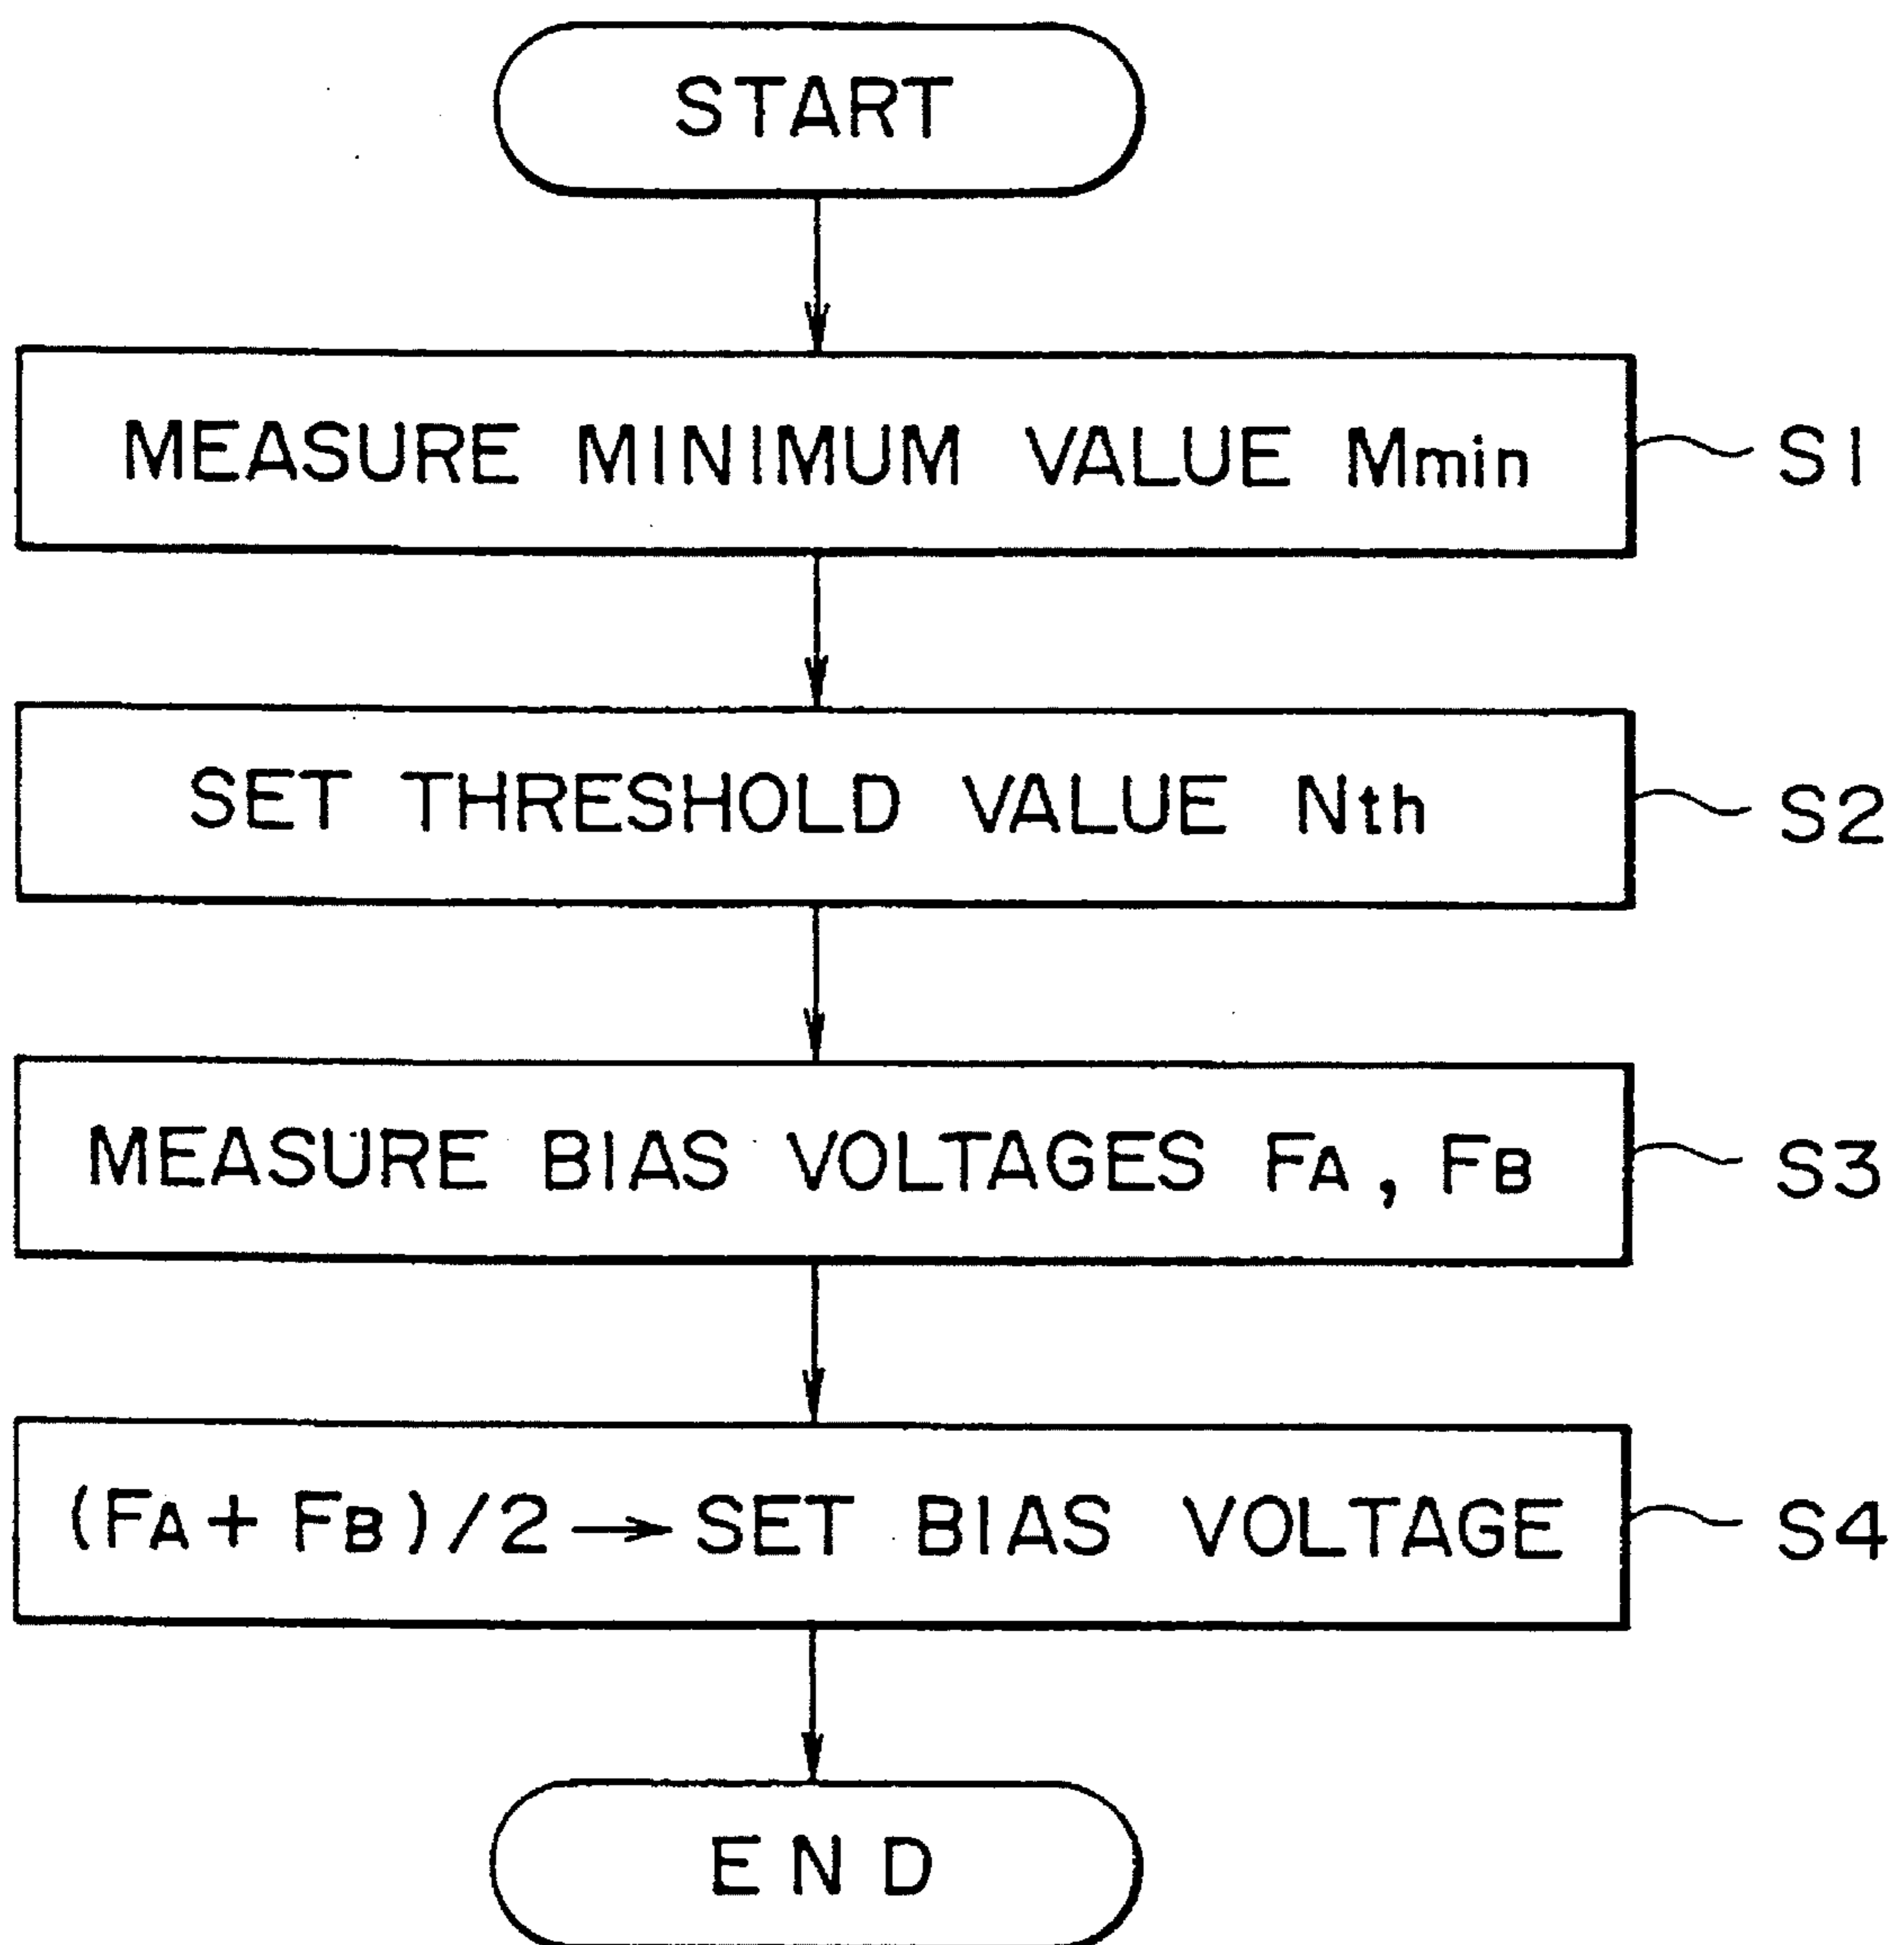 START
MEASURE MINIMUM VALUE Mmin S1
SET THRESHOLD VALUE Nth S2
MEASURE BIAS VOLTAGES FA, FB S3
(FA+FB)/2→SET BIAS VOLTAGE S4
END